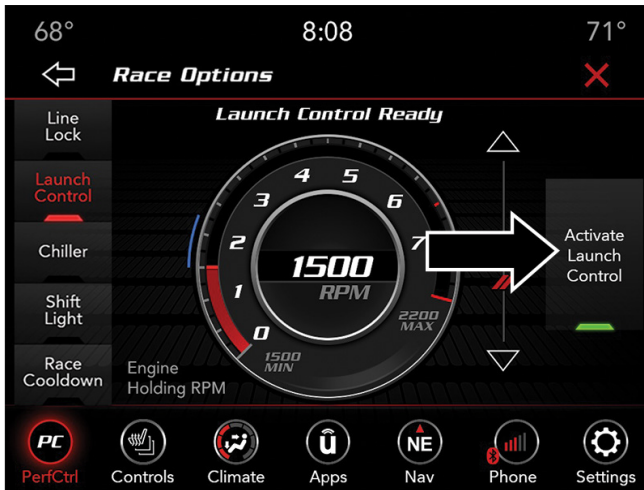 68°
8:08
71°
Race Options
Launch Control Ready
Line
Lock
Launch
Control
Chiller
Shift
Light
Race
Cooldown
0
1
2
3
4
5
6
7
1500
RPM
1500
MIN
2200
MAX
Engine
Holding RPM
Activate
Launch
Control
PC
PerfCtrl
Controls
Climate
û
Apps
NE
Nav
Phone
Settings